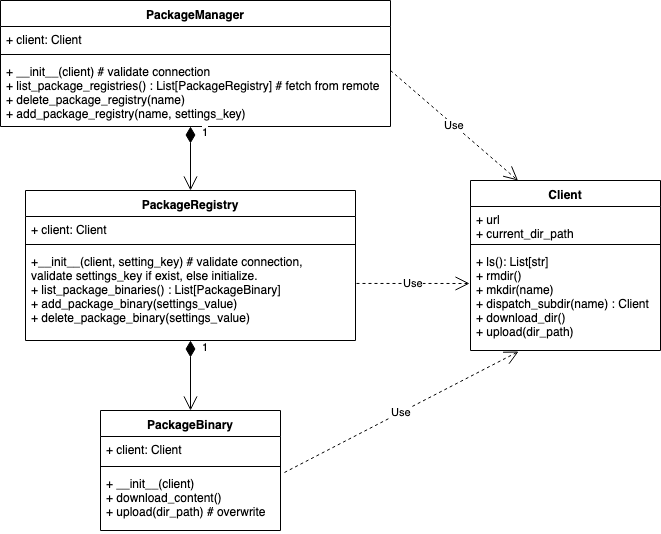 PackageManager
+ client: Client
+ __init__(client) # validate connection
+ list_package_registries() : List[PackageRegistry] # fetch from remote
+ delete_package_registry(name)
+ add_package_registry(name, settings_key)
1
Use
PackageRegistry
+ client: Client
+__init__(client, setting_key) # validate connection,
validate settings_key if exist, else initialize.
+ list_package_binaries() : List[PackageBinary]
+ add_package_binary(settings_value)
+ delete_package_binary(settings_value)
Use
Client
+ url
+ current_dir_path
+ ls(): List[str]
+ rmdir()
+ mkdir(name)
+ dispatch_subdir(name) : Client
+ download_dir()
+ upload(dir_path)
1
Use
PackageBinary
+ client: Client
+ __init__(client)
+ download_content()
+ upload(dir_path) # overwrite